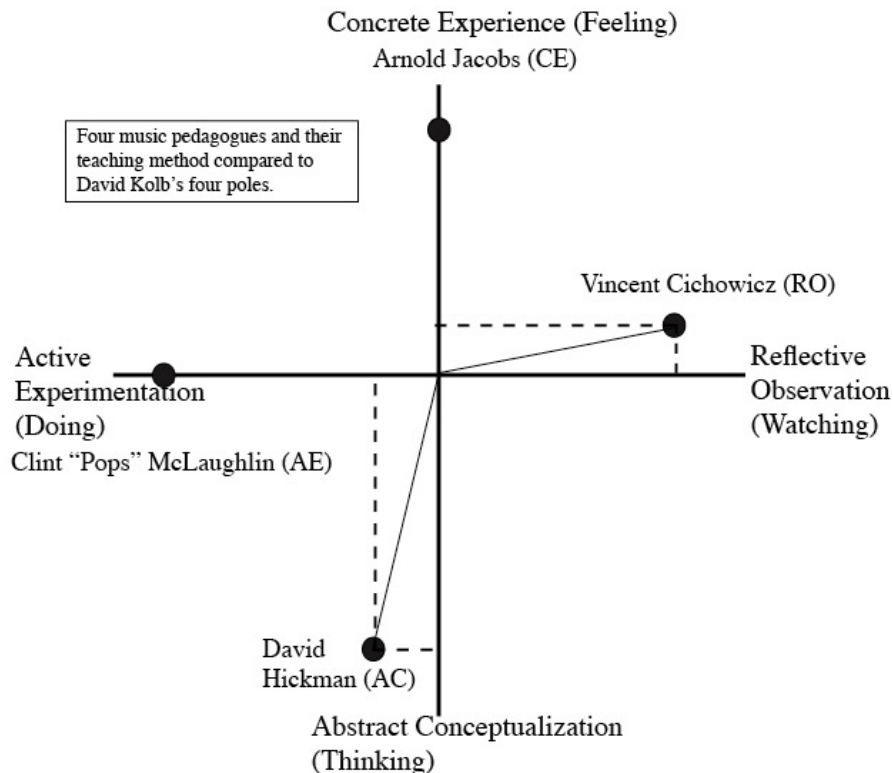 Concrete Experience (Feeling)
Arnold Jacobs (CE)
Four music pedagogues and their
teaching method compared to
David Kolb’s four poles.
Vincent Cichowicz (RO)
Active
Experimentation
(Doing)
Reflective
Observation
(Watching)
Clint “Pops” McLaughlin (AE)
David
Hickman (AC)
Abstract Conceptualization
(Thinking)